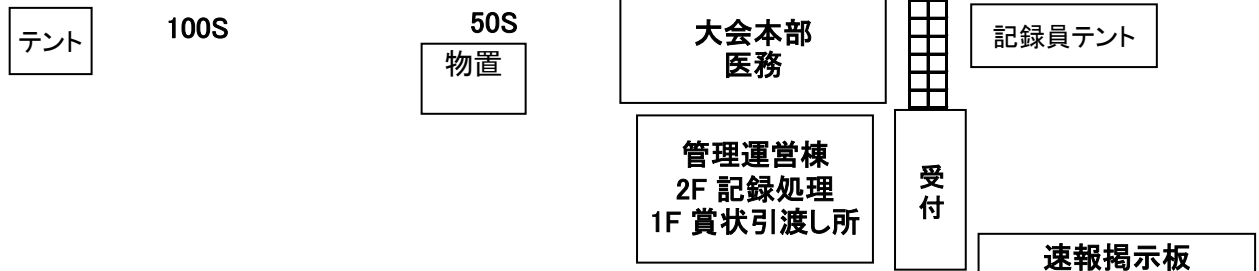 テント
100S
50S
物置
大会本部
医務
記録員テント
管理運営棟
2F 記録処理
1F 賞状引渡し所
受付
速報掲示板